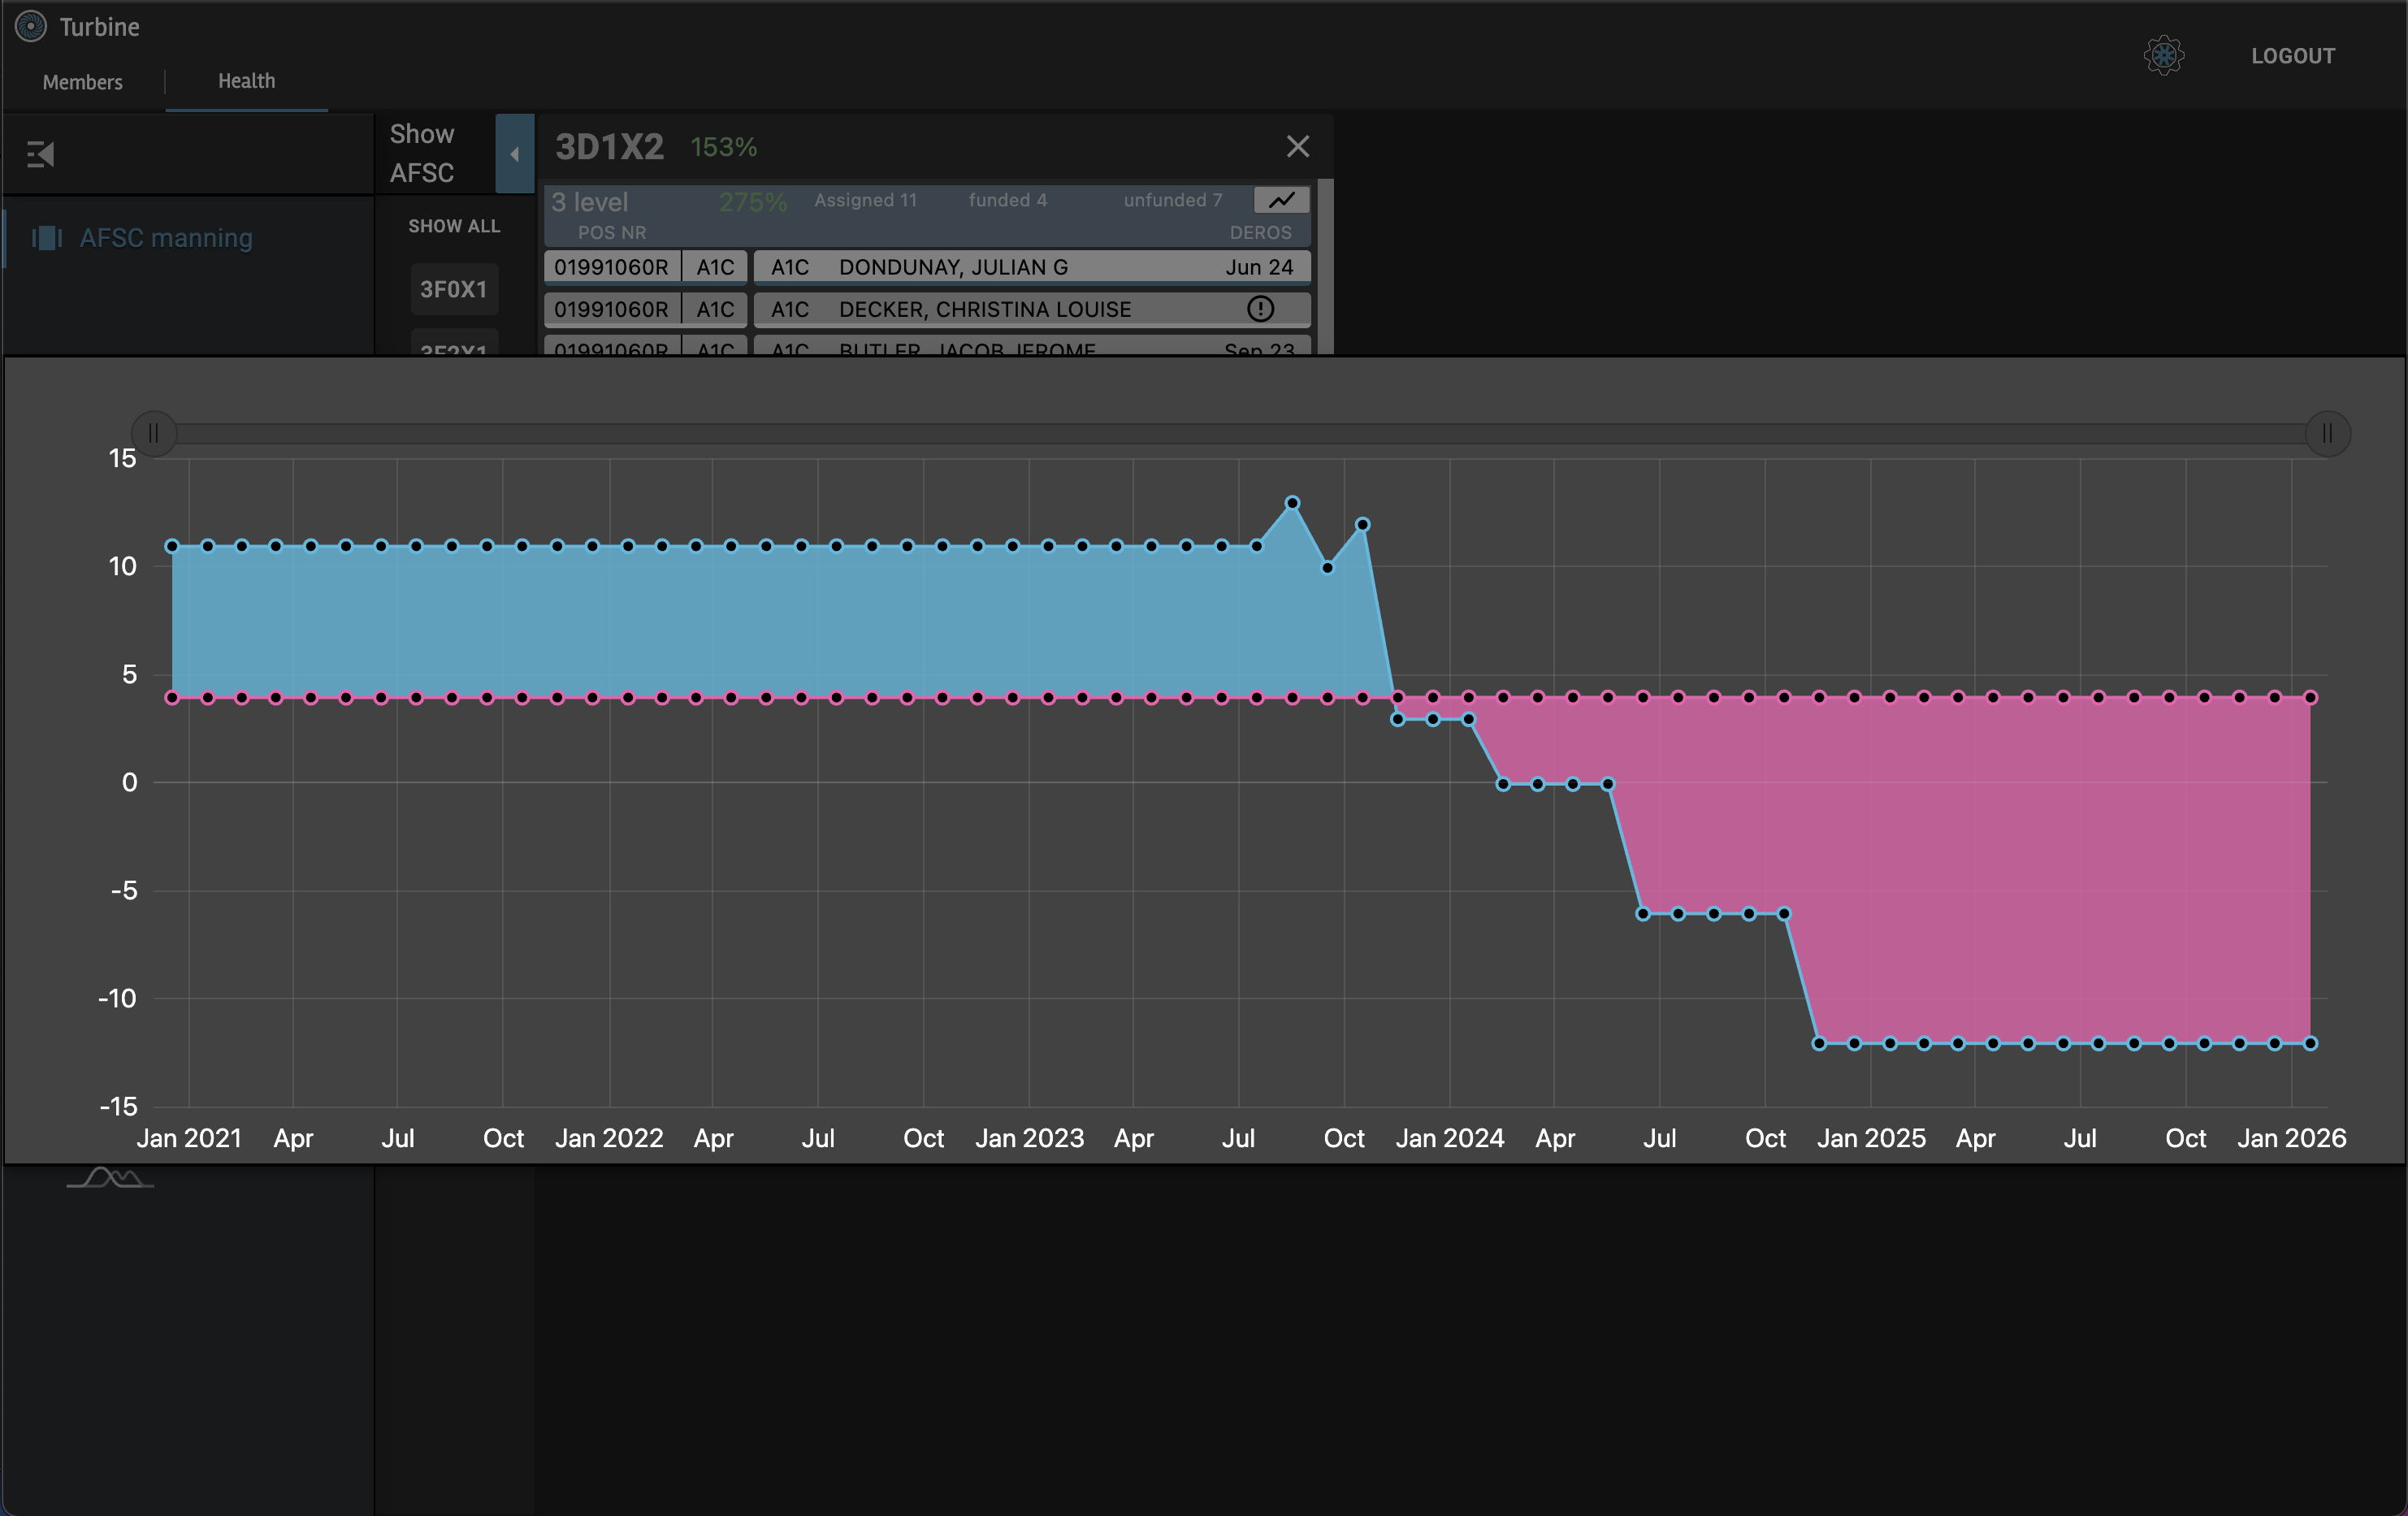 Turbine
Members
Health
LOGOUT
Show
AFSC
3D1X2 153%
3 level 275% Assigned 11 funded 4 unfunded 7
POS NR DEROS
AFSC manning
SHOW ALL
3F0X1
3F2X1
01991060R A1C A1C DONDUNAY, JULIAN G Jun 24
01991060R A1C A1C DECKER, CHRISTINA LOUISE
01991060R A1C A1C BUTLER, JACOB JEROME Sep 23
15
10
5
0
-5
-10
-15
Jan 2021 Apr Jul Oct Jan 2022 Apr Jul Oct Jan 2023 Apr Jul Oct Jan 2024 Apr Jul Oct Jan 2025 Apr Jul Oct Jan 2026